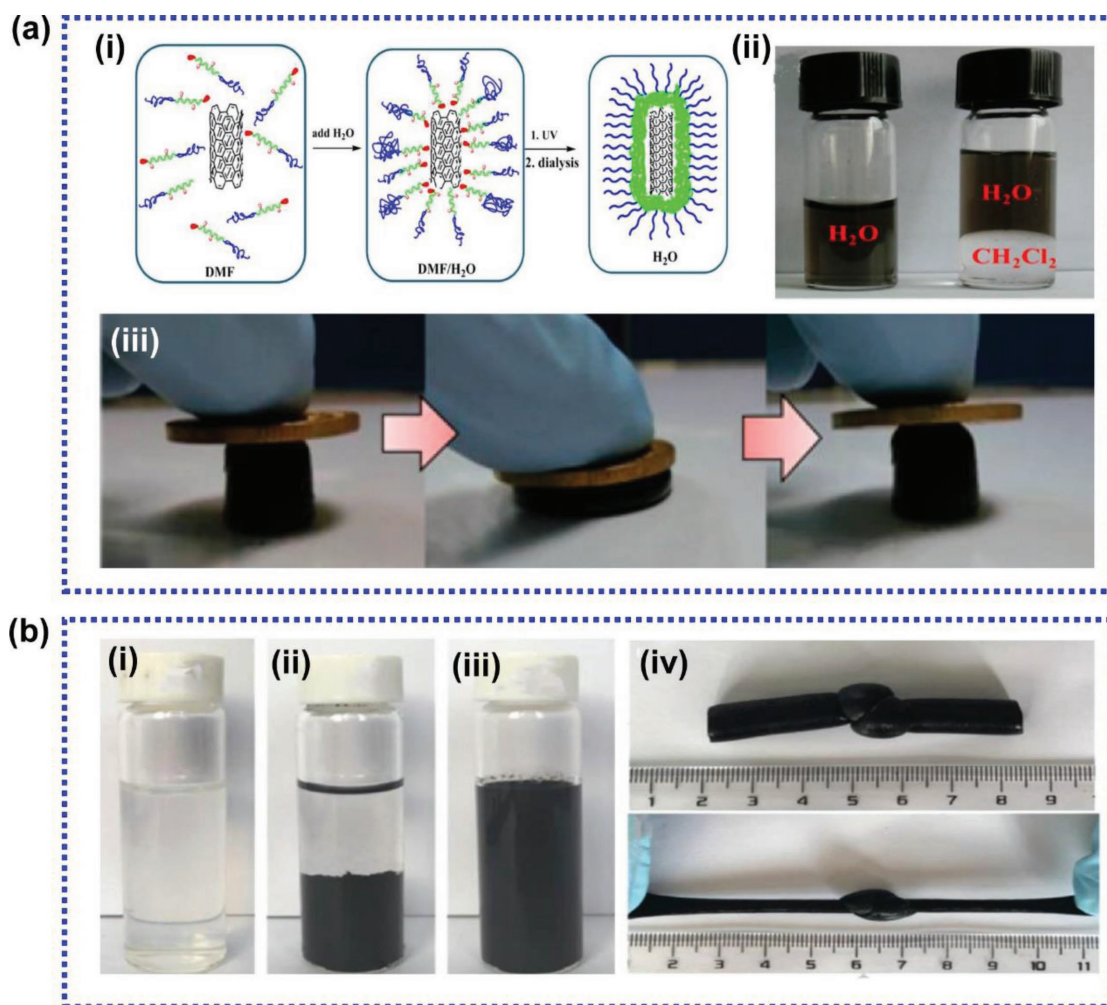 (a)
(i)
DMF
add H₂O
DMF/H₂O
1. UV
2. dialysis
H₂O
(ii)
H₂O
H₂O
CH₂Cl₂
(iii)
(b)
(i)
(ii)
(iii)
(iv)
1 2 3 4 5 6 7 8 9
2 3 4 5 6 7 8 9 10 11